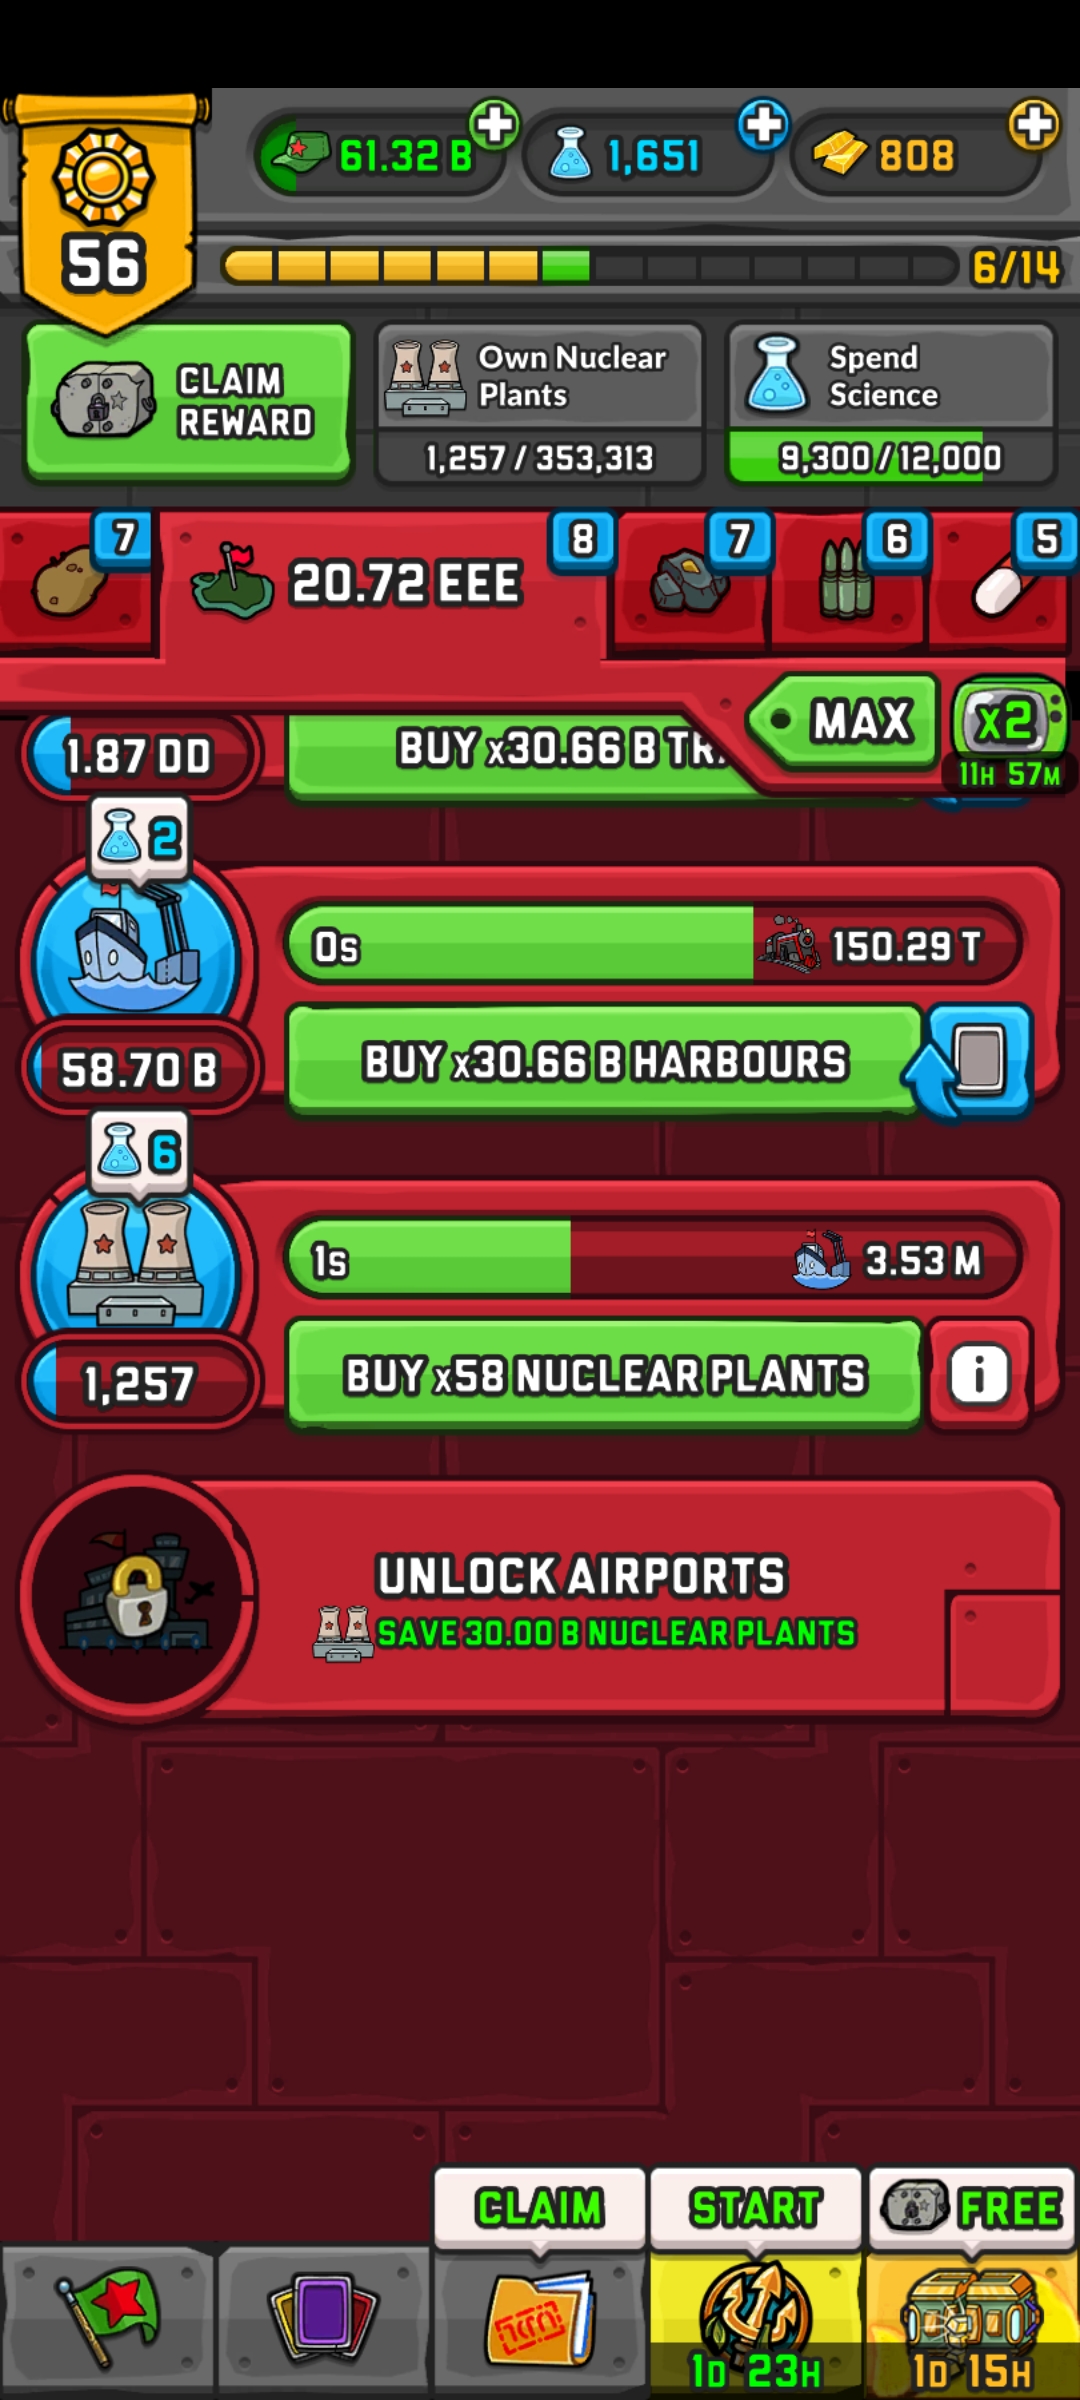 61.32 B
1,651
808
56
6/14
CLAIM
REWARD
Own Nuclear
Plants
1,257 / 353,313
Spend
Science
9,300 / 12,000
7
20.72 EEE
8
7
6
5
MAX
x2
11H 57M
1.87 DD
BUY x30.66 B
2
0s
150.29 T
58.70 B
BUY x30.66 B HARBOURS
6
1s
3.53 M
1,257
BUY x58 NUCLEAR PLANTS
i
UNLOCK AIRPORTS
SAVE 30.00 B NUCLEAR PLANTS
CLAIM
START
FREE
1D 23H
1D 15H